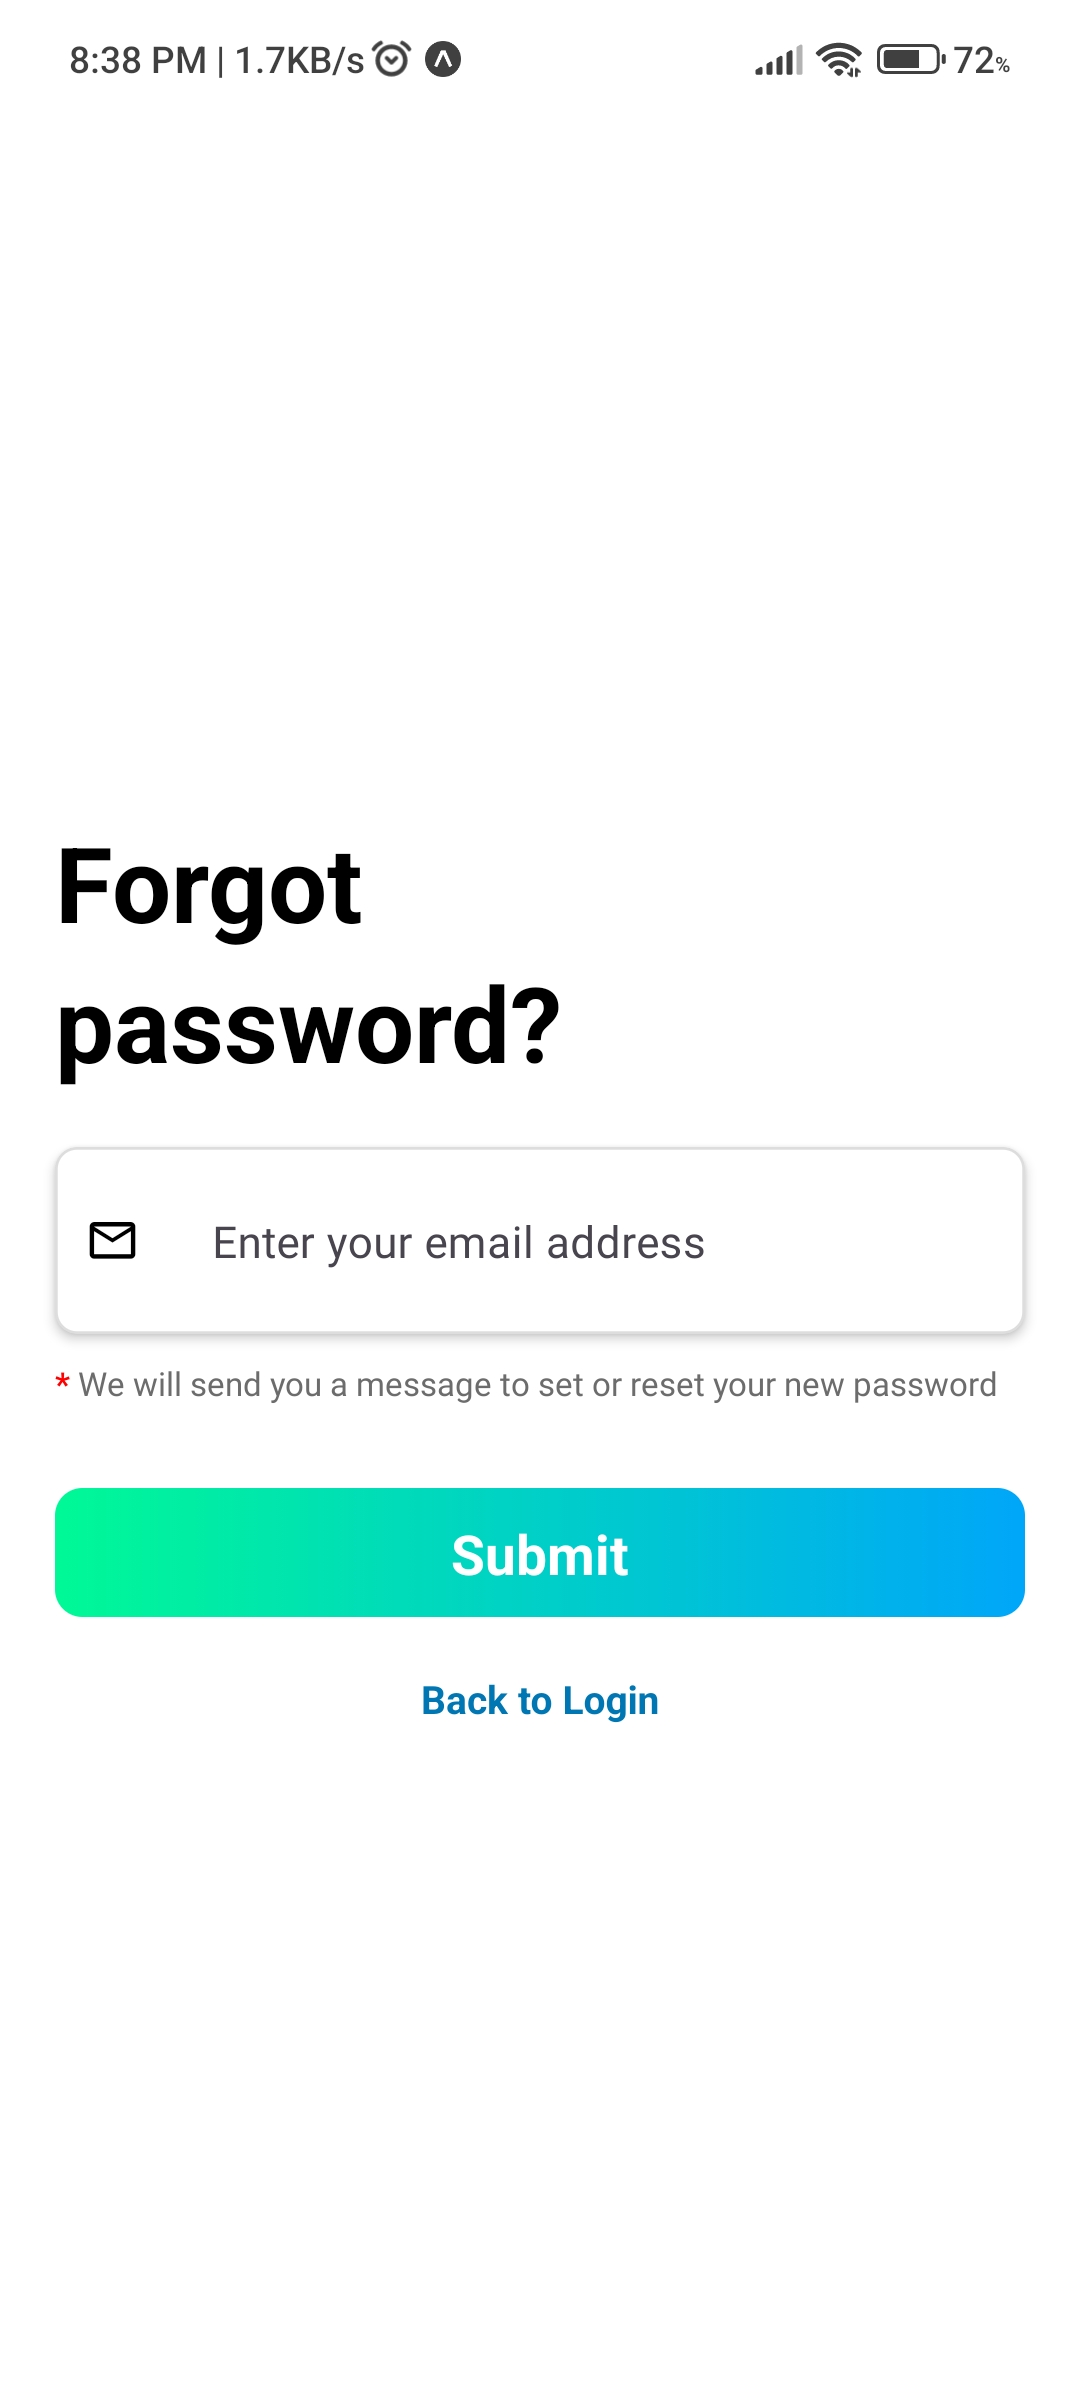 8:38 PM | 1.7KB/s 72%
Forgot
password?
Enter your email address
* We will send you a message to set or reset your new password
Submit
Back to Login